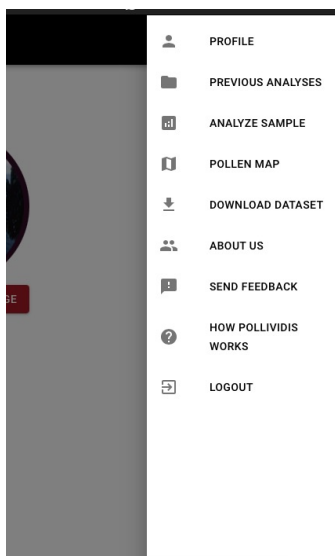 PROFILE
PREVIOUS ANALYSES
ANALYZE SAMPLE
POLLEN MAP
DOWNLOAD DATASET
ABOUT US
SEND FEEDBACK
HOW POLLIVIDIS
WORKS
LOGOUT